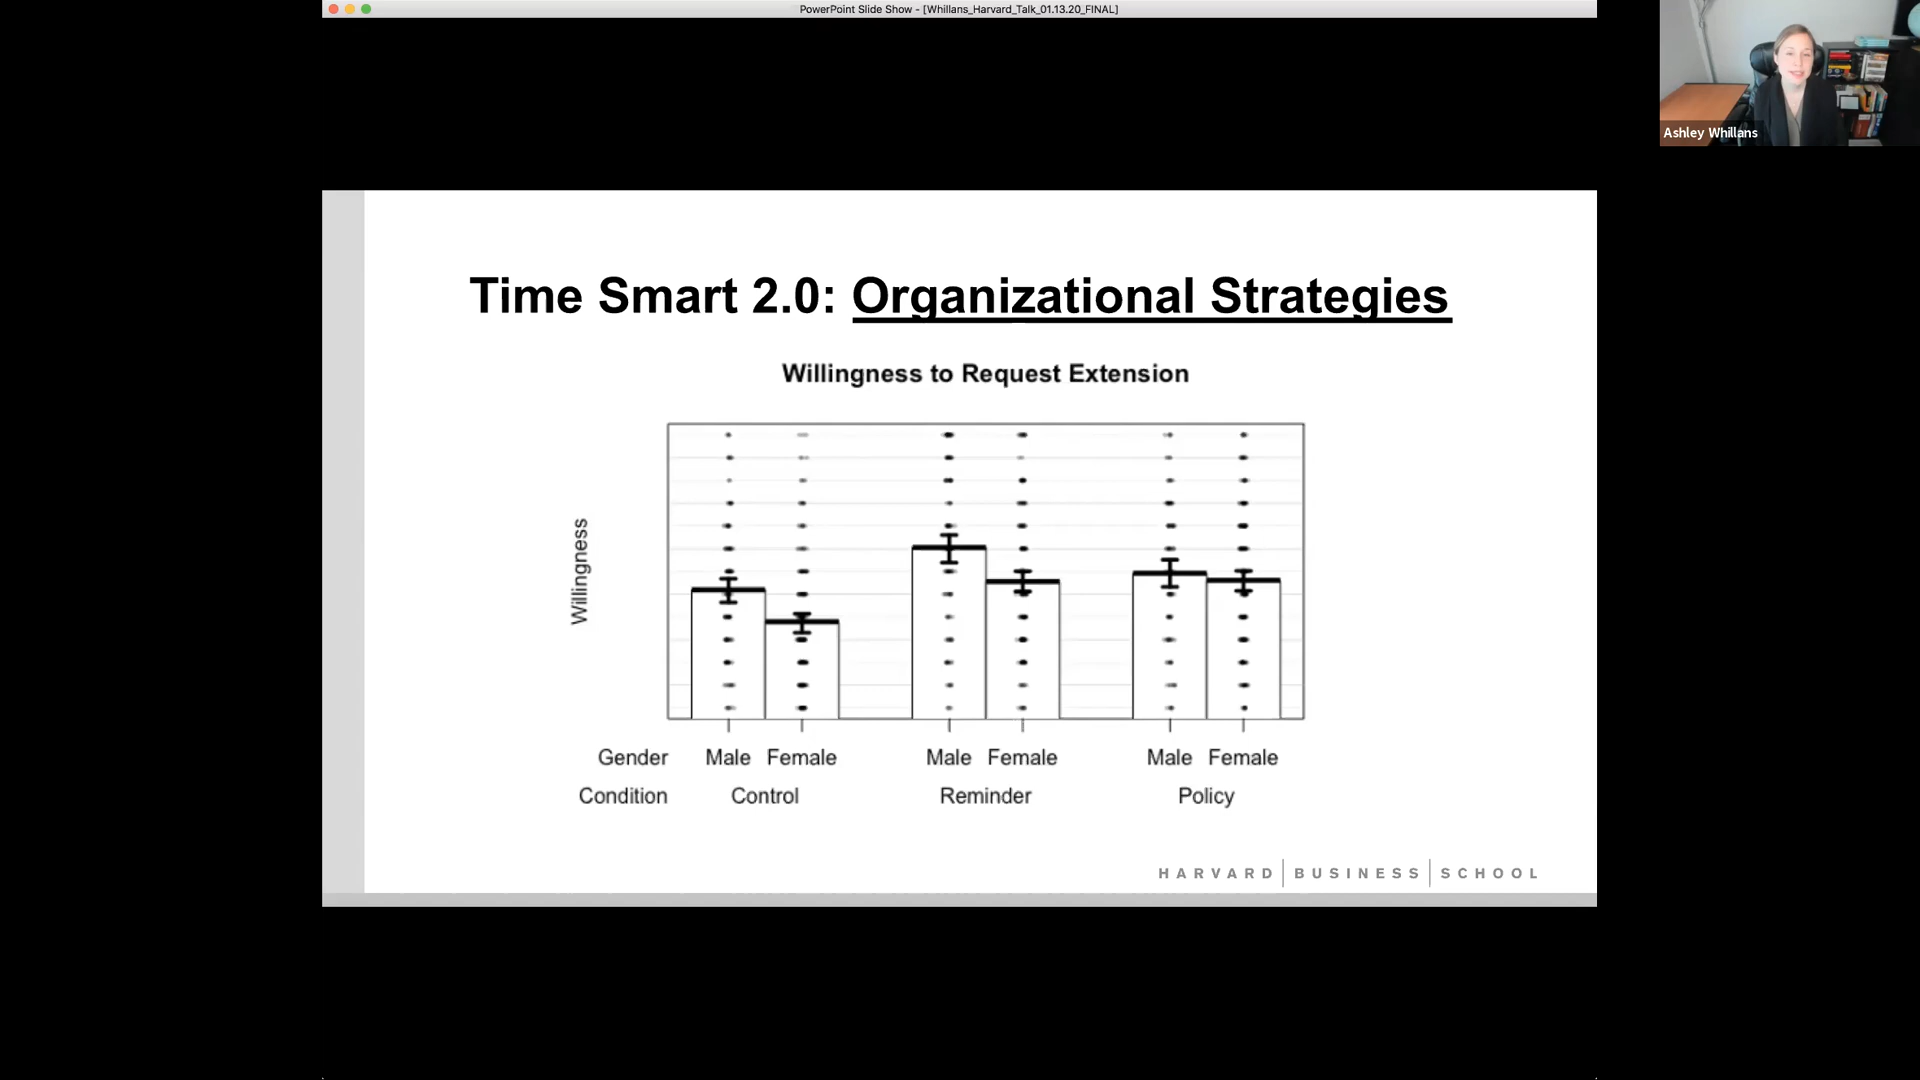 PowerPoint Slide Show - [Whillans_Harvard_Talk_01.13.20_FINAL]
Ashley Whillans
Time Smart 2.0: Organizational Strategies
Willingness to Request Extension
Willingness
Gender Male Female Male Female Male Female
Condition Control Reminder Policy
HARVARD BUSINESS SCHOOL